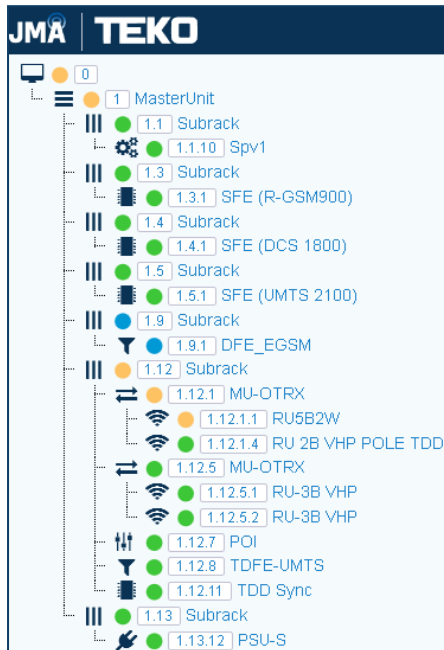 JMA TEKO
0
1 MasterUnit
1.1 Subrack
1.1.10 Spv1
1.3 Subrack
1.3.1 SFE (R-GSM900)
1.4 Subrack
1.4.1 SFE (DCS 1800)
1.5 Subrack
1.5.1 SFE (UMTS 2100)
1.9 Subrack
1.9.1 DFE_EGSM
1.12 Subrack
1.12.1 MU-OTRX
1.12.1.1 RU5B2W
1.12.1.4 RU 2B VHP POLE TDD
1.12.5 MU-OTRX
1.12.5.1 RU-3B VHP
1.12.5.2 RU-3B VHP
1.12.7 POI
1.12.8 TDFE-UMTS
1.12.11 TDD Sync
1.13 Subrack
1.13.12 PSU-S